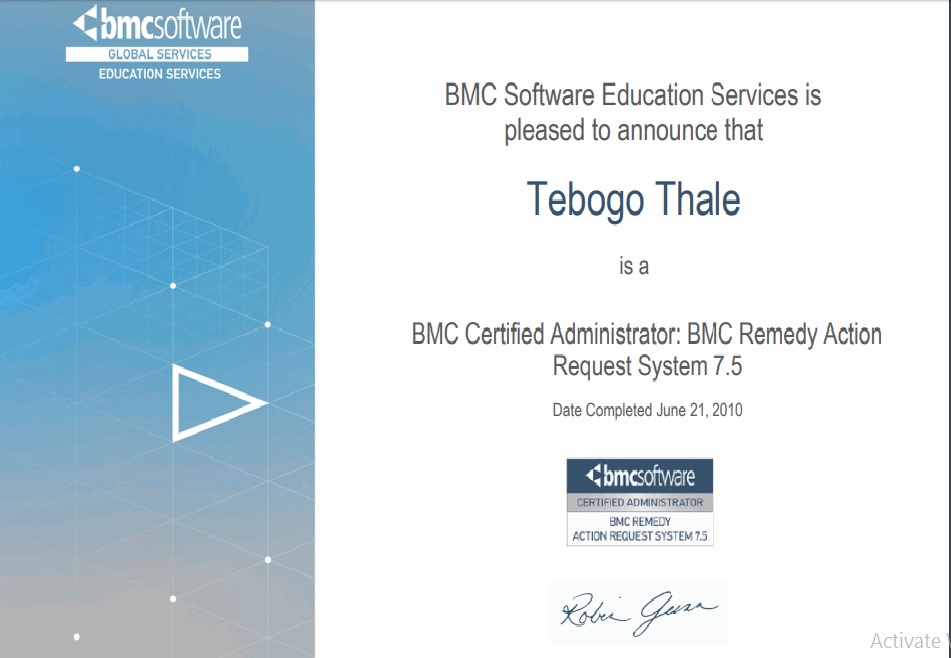 bmcsoftware
GLOBAL SERVICES
EDUCATION SERVICES
BMC Software Education Services is
pleased to announce that
Tebogo Thale
is a
BMC Certified Administrator: BMC Remedy Action
Request System 7.5
Date Completed June 21, 2010
bmcsoftware
CERTIFIED ADMINISTRATOR
BMC REMEDY
ACTION REQUEST SYSTEM 7.5
Robin Gunn
Activate